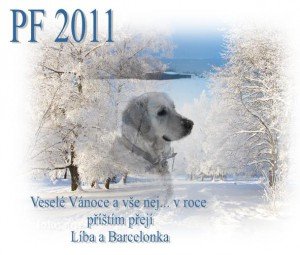 PF 2011
Veselé Vánoce a vše nej... v roce
příštím přejí
Líba a Barcelonka